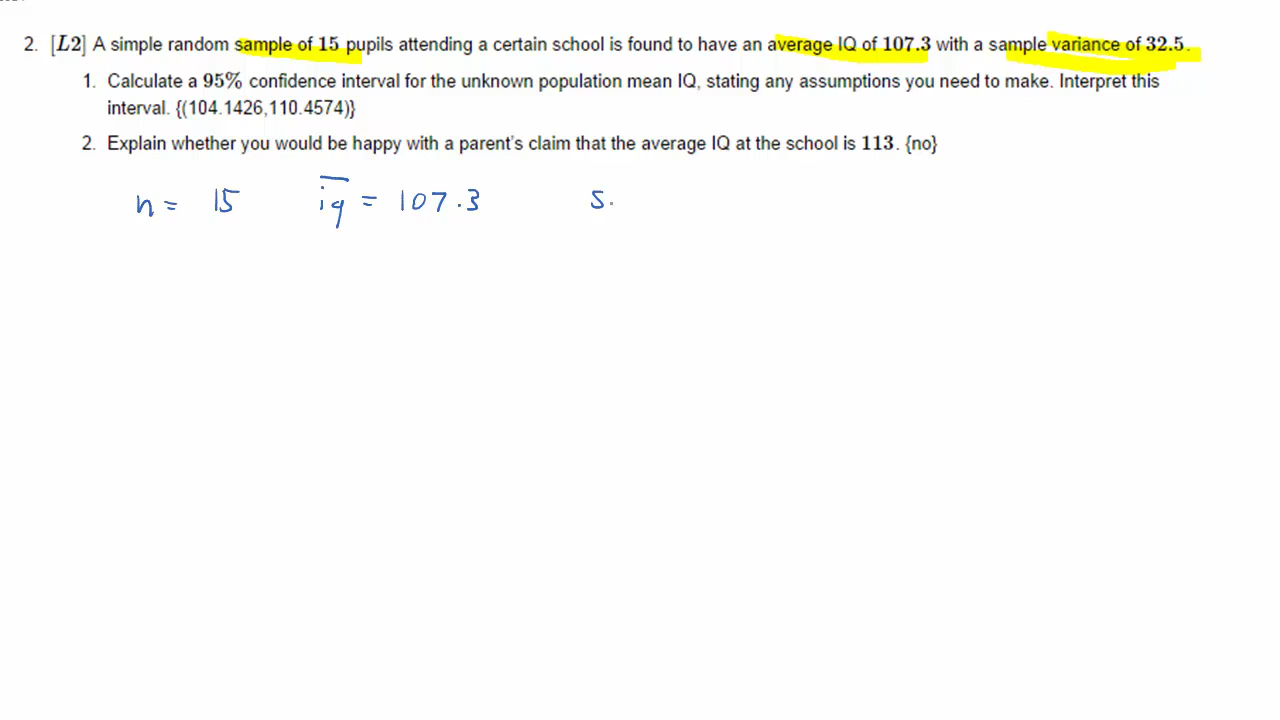 2. [L2] A simple random sample of 15 pupils attending a certain school is found to have an average IQ of 107.3 with a sample variance of 32.5.
1. Calculate a 95% confidence interval for the unknown population mean IQ, stating any assumptions you need to make. Interpret this
interval. {(104.1426,110.4574)}
2. Explain whether you would be happy with a parent's claim that the average IQ at the school is 113. {no}
n = 15 i̅q̅ = 107.3 s.